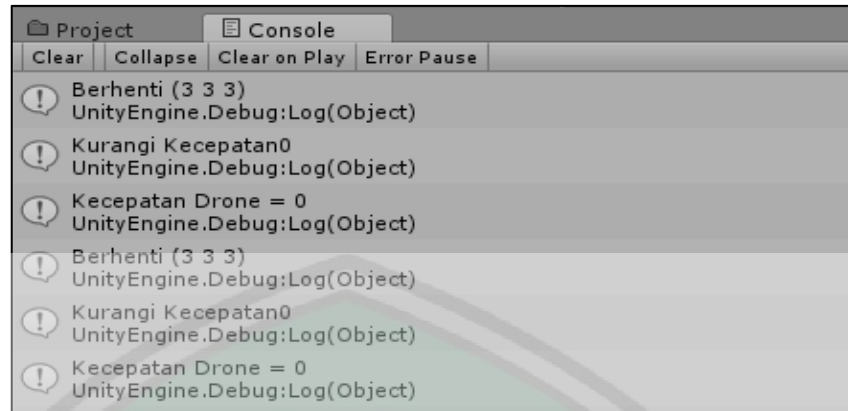 Project Console
Clear Collapse Clear on Play Error Pause
Berhenti (3 3 3)
UnityEngine.Debug:Log(Object)
Kurangi Kecepatan0
UnityEngine.Debug:Log(Object)
Kecepatan Drone = 0
UnityEngine.Debug:Log(Object)
Berhenti (3 3 3)
UnityEngine.Debug:Log(Object)
Kurangi Kecepatan0
UnityEngine.Debug:Log(Object)
Kecepatan Drone = 0
UnityEngine.Debug:Log(Object)